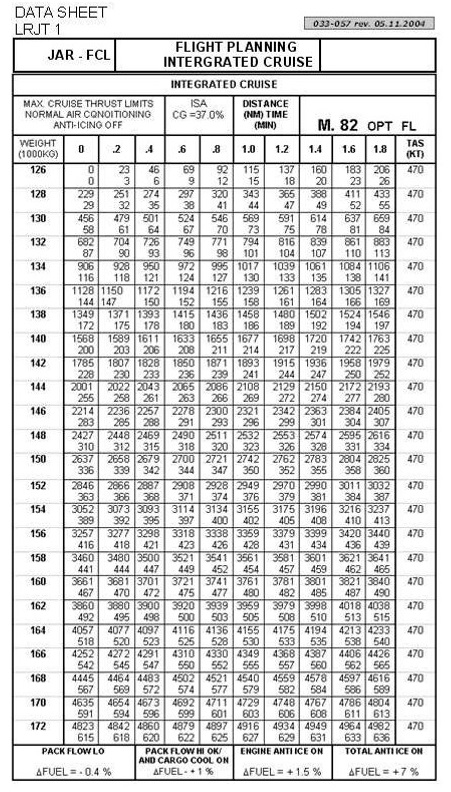 DATA SHEET
LRJT 1
033-057 rev. 05.11.2004
JAR - FCL
FLIGHT PLANNING
INTERGRATED CRUISE
INTEGRATED CRUISE
MAX. CRUISE THRUST LIMITS
NORMAL AIR CQNOITIONING
ANTI-ICING OFF
ISA
CG =37.0%
DISTANCE
(NM) TIME
(MIN)
M. 82 OPT FL
WEIGHT (1000KG) 0 .2 .4 .6 .8 1.0 1.2 1.4 1.6 1.8 TAS (KT)
126 0 23 46 69 92 115 137 160 183 206 470
0 3 6 9 12 15 18 20 23 26
128 229 251 274 297 320 343 365 388 411 433 470
29 32 35 38 41 44 47 49 52 55
130 456 479 501 524 546 569 591 614 637 659 470
58 61 64 67 70 73 75 78 81 84
132 682 704 726 749 771 794 816 839 861 883 470
87 90 93 96 98 101 104 107 110 113
134 906 928 950 972 995 1017 1039 1061 1084 1106 470
116 118 121 124 127 130 133 135 138 141
136 1128 1150 1172 1194 1216 1239 1261 1283 1305 1327 470
144 147 150 152 155 158 161 164 166 169
138 1349 1371 1393 1415 1436 1458 1480 1502 1524 1546 470
172 175 178 180 183 186 189 192 194 197
140 1568 1589 1611 1633 1655 1677 1698 1720 1742 1763 470
200 203 206 208 211 214 217 219 222 225
142 1785 1807 1828 1850 1871 1893 1915 1936 1958 1979 470
228 230 233 236 239 241 244 247 250 252
144 2001 2022 2043 2065 2086 2108 2129 2150 2172 2193 470
255 258 261 263 266 269 272 274 277 280
146 2214 2236 2257 2278 2300 2321 2342 2363 2384 2405 470
283 285 288 291 293 296 299 301 304 307
148 2427 2448 2469 2490 2511 2532 2553 2574 2595 2616 470
310 312 315 318 320 323 326 328 331 334
150 2637 2658 2679 2700 2721 2742 2762 2783 2804 2825 470
336 339 342 344 347 350 352 355 358 360
152 2846 2866 2887 2908 2928 2949 2970 2990 3011 3032 470
363 366 368 371 374 376 379 381 384 387
154 3052 3073 3093 3114 3134 3155 3175 3196 3216 3237 470
389 392 395 397 400 402 405 408 410 413
156 3257 3277 3298 3318 3338 3359 3379 3399 3420 3440 470
416 418 421 423 426 428 431 434 436 439
158 3460 3480 3500 3521 3541 3561 3581 3601 3621 3641 470
441 444 447 449 452 454 457 459 462 465
160 3661 3681 3701 3721 3741 3761 3781 3801 3821 3840 470
467 470 472 475 477 480 482 485 487 490
162 3860 3880 3900 3920 3939 3959 3979 3998 4018 4038 470
492 495 498 500 503 505 508 510 513 515
164 4057 4077 4097 4116 4136 4155 4175 4194 4213 4233 470
518 520 523 525 528 530 533 535 538 540
166 4252 4272 4291 4310 4330 4349 4368 4387 4406 4426 470
542 545 547 550 552 555 557 560 562 565
168 4445 4464 4483 4502 4521 4540 4559 4578 4597 4616 470
567 569 572 574 577 579 582 584 586 589
170 4635 4654 4673 4692 4711 4729 4748 4767 4786 4804 470
591 594 596 599 601 603 606 608 611 613
172 4823 4842 4860 4879 4897 4916 4934 4949 4964 4982 470
615 618 620 622 625 627 629 631 633 636
PACK FLOW LO
ΔFUEL = - 0.4 %
PACK FLOW HI OK/
AND CARGO COOL ON
ΔFUEL - + 1 %
ENGINE ANTI ICE ON
ΔFUEL = + 1.5 %
TOTAL ANTI ICE ON
ΔFUEL = + 7 %